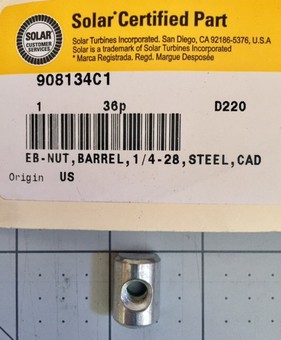 Solar Certified Part
SOLAR
CUSTOMER
SERVICES
Solar Turbines Incorporated. San Diego, CA 92186-5376, U.S.A
Solar is a trademark of Solar Turbines Incorporated
* Marca Registrada. Regd. Margue Desposée
908134C1
1 36p D220
EB-NUT,BARREL,1/4-28,STEEL,CAD
Origin US